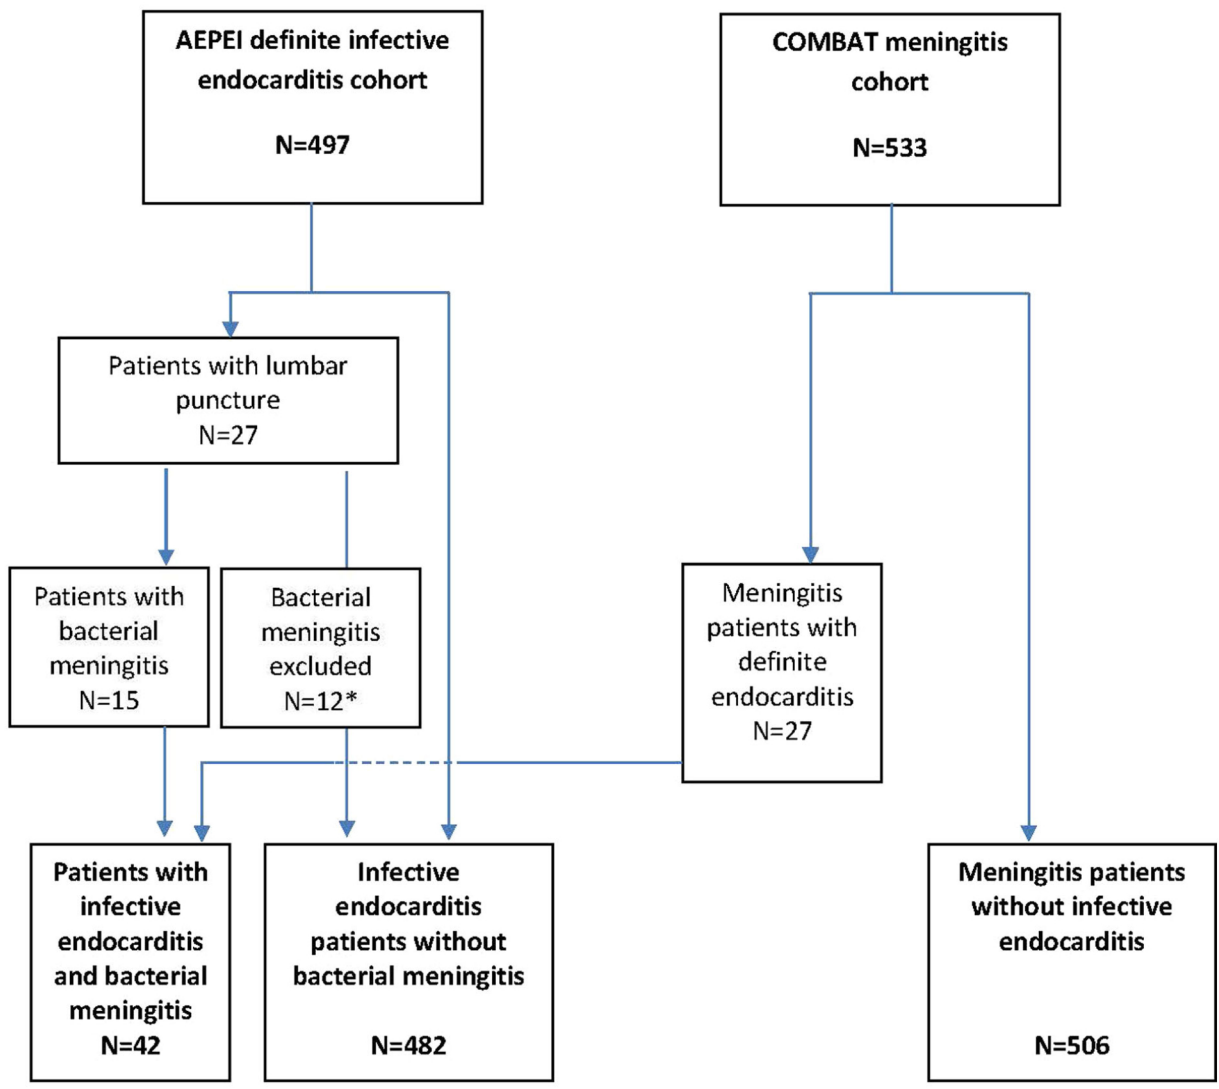 AEPEI definite infective
endocarditis cohort
N=497
COMBAT meningitis
cohort
N=533
Patients with lumbar
puncture
N=27
Patients with
bacterial
meningitis
N=15
Bacterial
meningitis
excluded
N=12*
Meningitis
patients with
definite
endocarditis
N=27
Patients with
infective
endocarditis
and bacterial
meningitis
N=42
Infective
endocarditis
patients without
bacterial meningitis
N=482
Meningitis patients
without infective
endocarditis
N=506